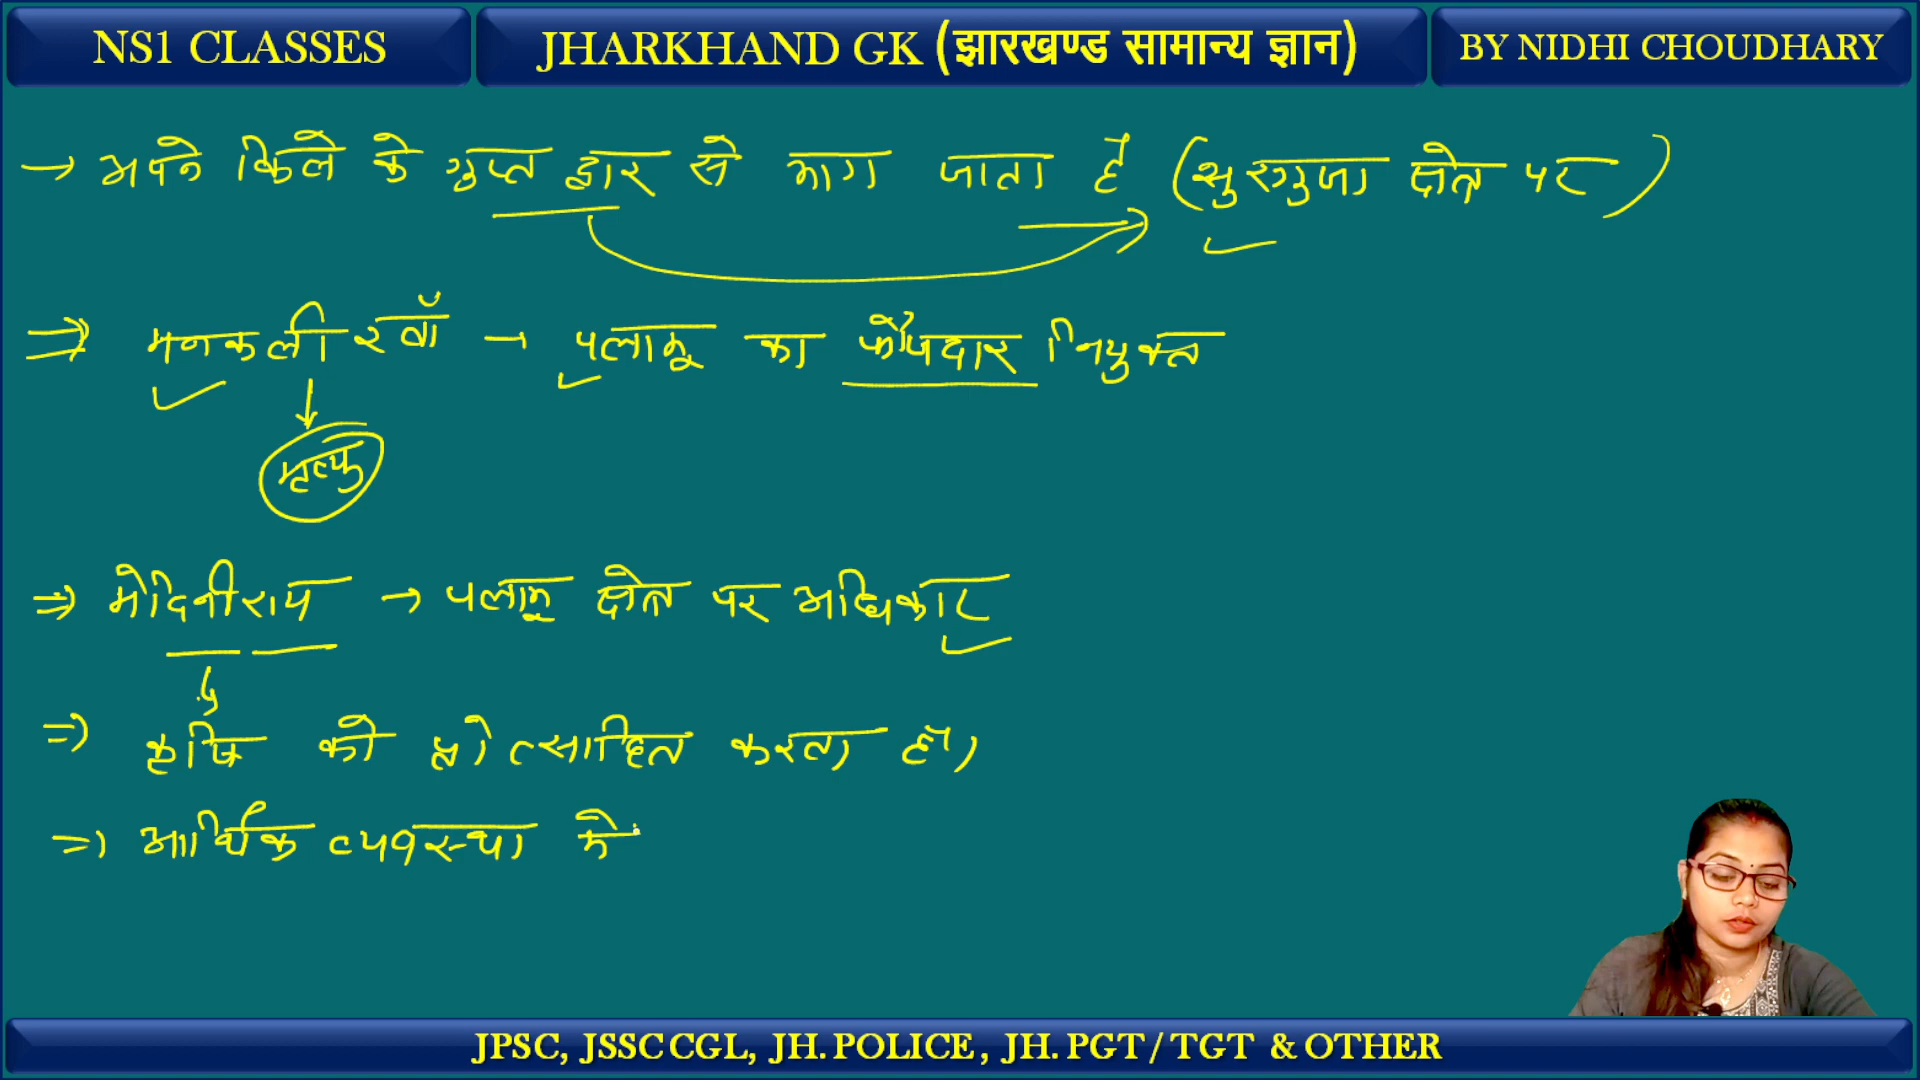 NS1 CLASSES
JHARKHAND GK (झारखण्ड सामान्य ज्ञान)
BY NIDHI CHOUDHARY
→ अपने किले के गुप्त द्वार से भाग जाता है (सुरगुजा क्षेत्र पर)
⇒ मनकली खाँ → पलामू का फौजदार नियुक्त
मृत्यु
⇒ मेदिनीराय → पलामू क्षेत्र पर अधिकार
⇒ कृषि को प्रोत्साहित करता है।
⇒ आर्थिक व्यवस्था में
JPSC, JSSC CGL, JH. POLICE, JH. PGT / TGT & OTHER